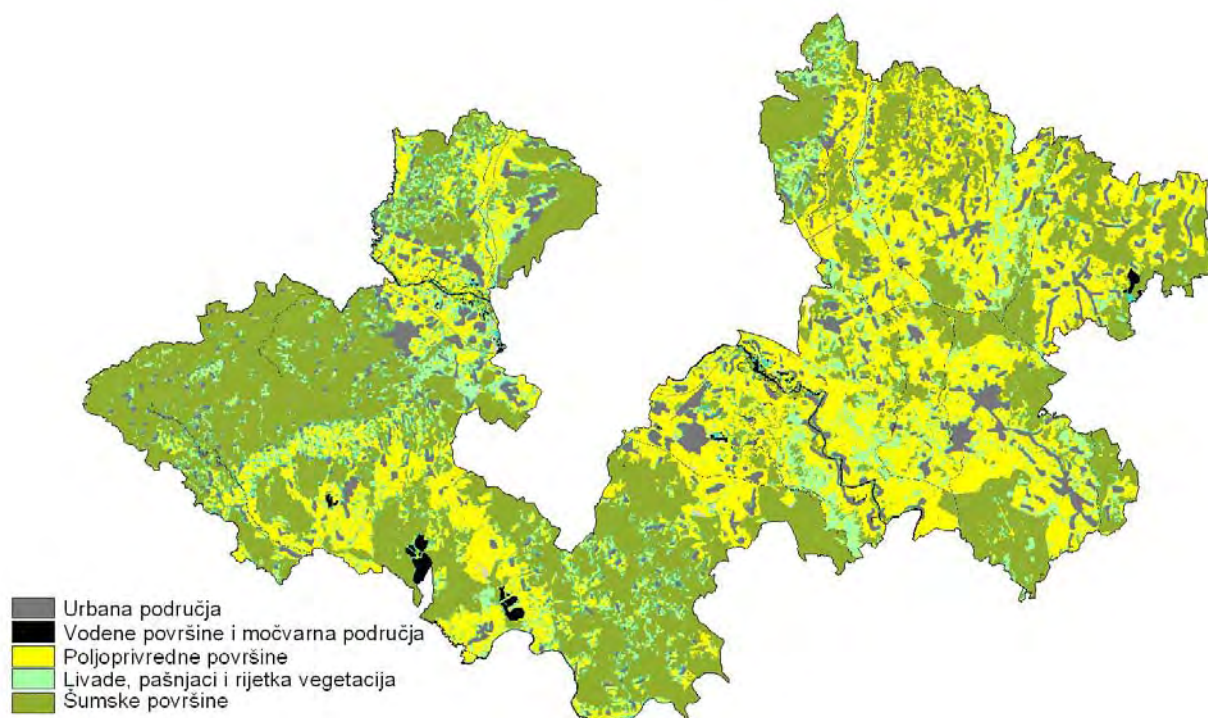 Urbana područja
Vodene površine i močvarna područja
Poljoprivredne površine
Livade, pašnjaci i rijetka vegetacija
Šumske površine